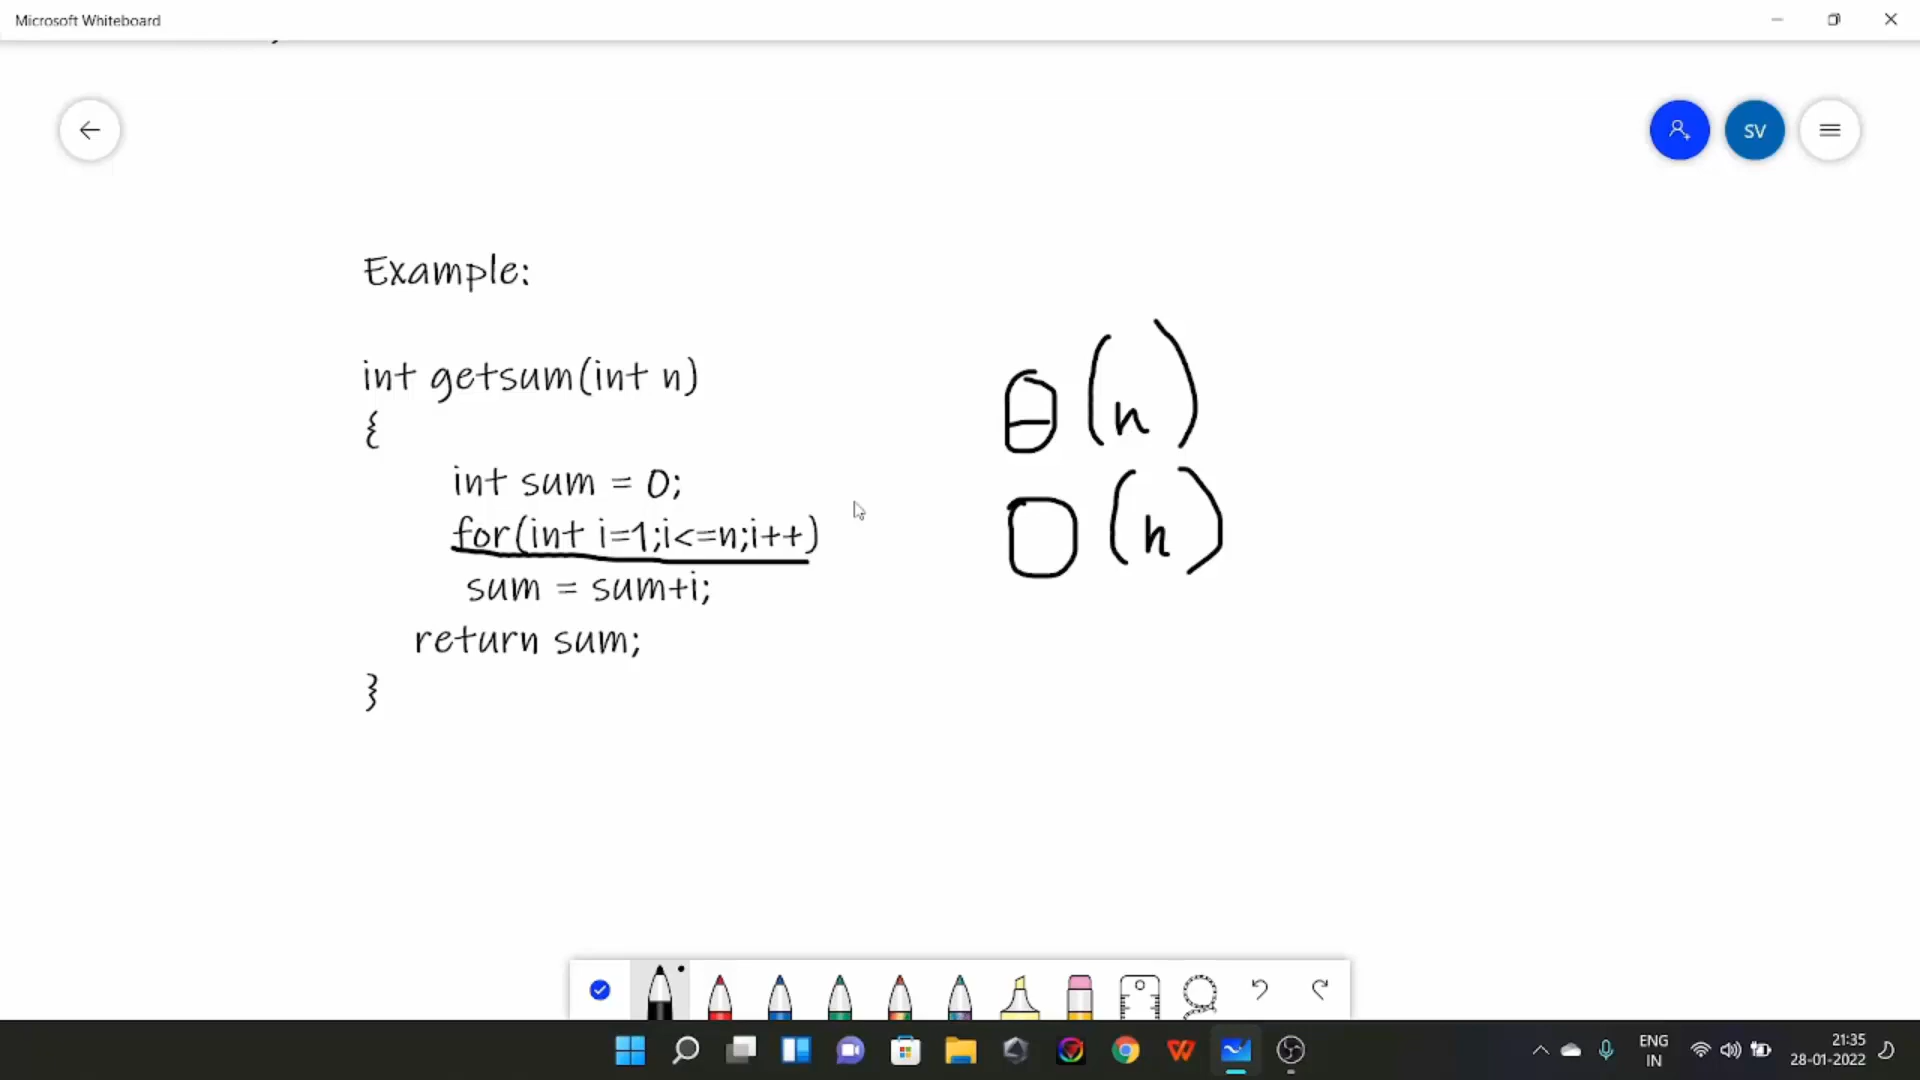 Microsoft Whiteboard
SV
Example:
int getsum(int n)
{
int sum = 0;
for(int i=1;i<=n;i++)
sum = sum+i;
return sum;
}
Θ(n)
O(n)
ENG
IN
21:35
28-01-2022